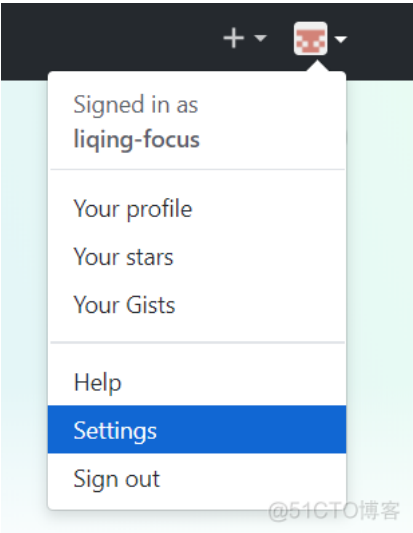 Signed in as
liqing-focus
Your profile
Your stars
Your Gists
Help
Settings
Sign out
@51CTO博客